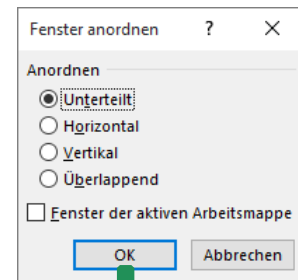 Fenster anordnen ? ×
Anordnen
Unterteilt
Horizontal
Vertikal
Überlappend
Fenster der aktiven Arbeitsmappe
OK Abbrechen